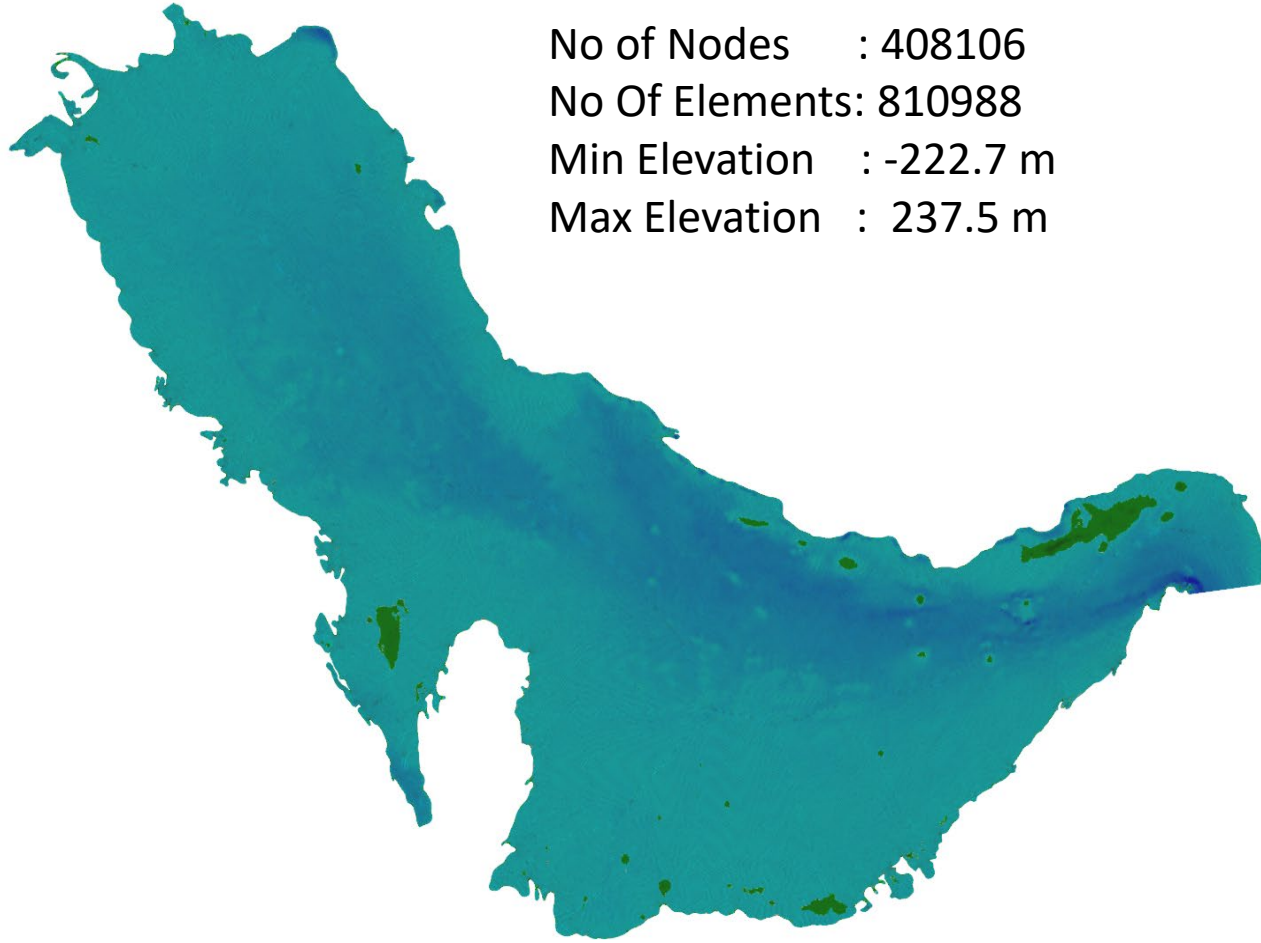 No of Nodes : 408106
No Of Elements: 810988
Min Elevation : -222.7 m
Max Elevation : 237.5 m